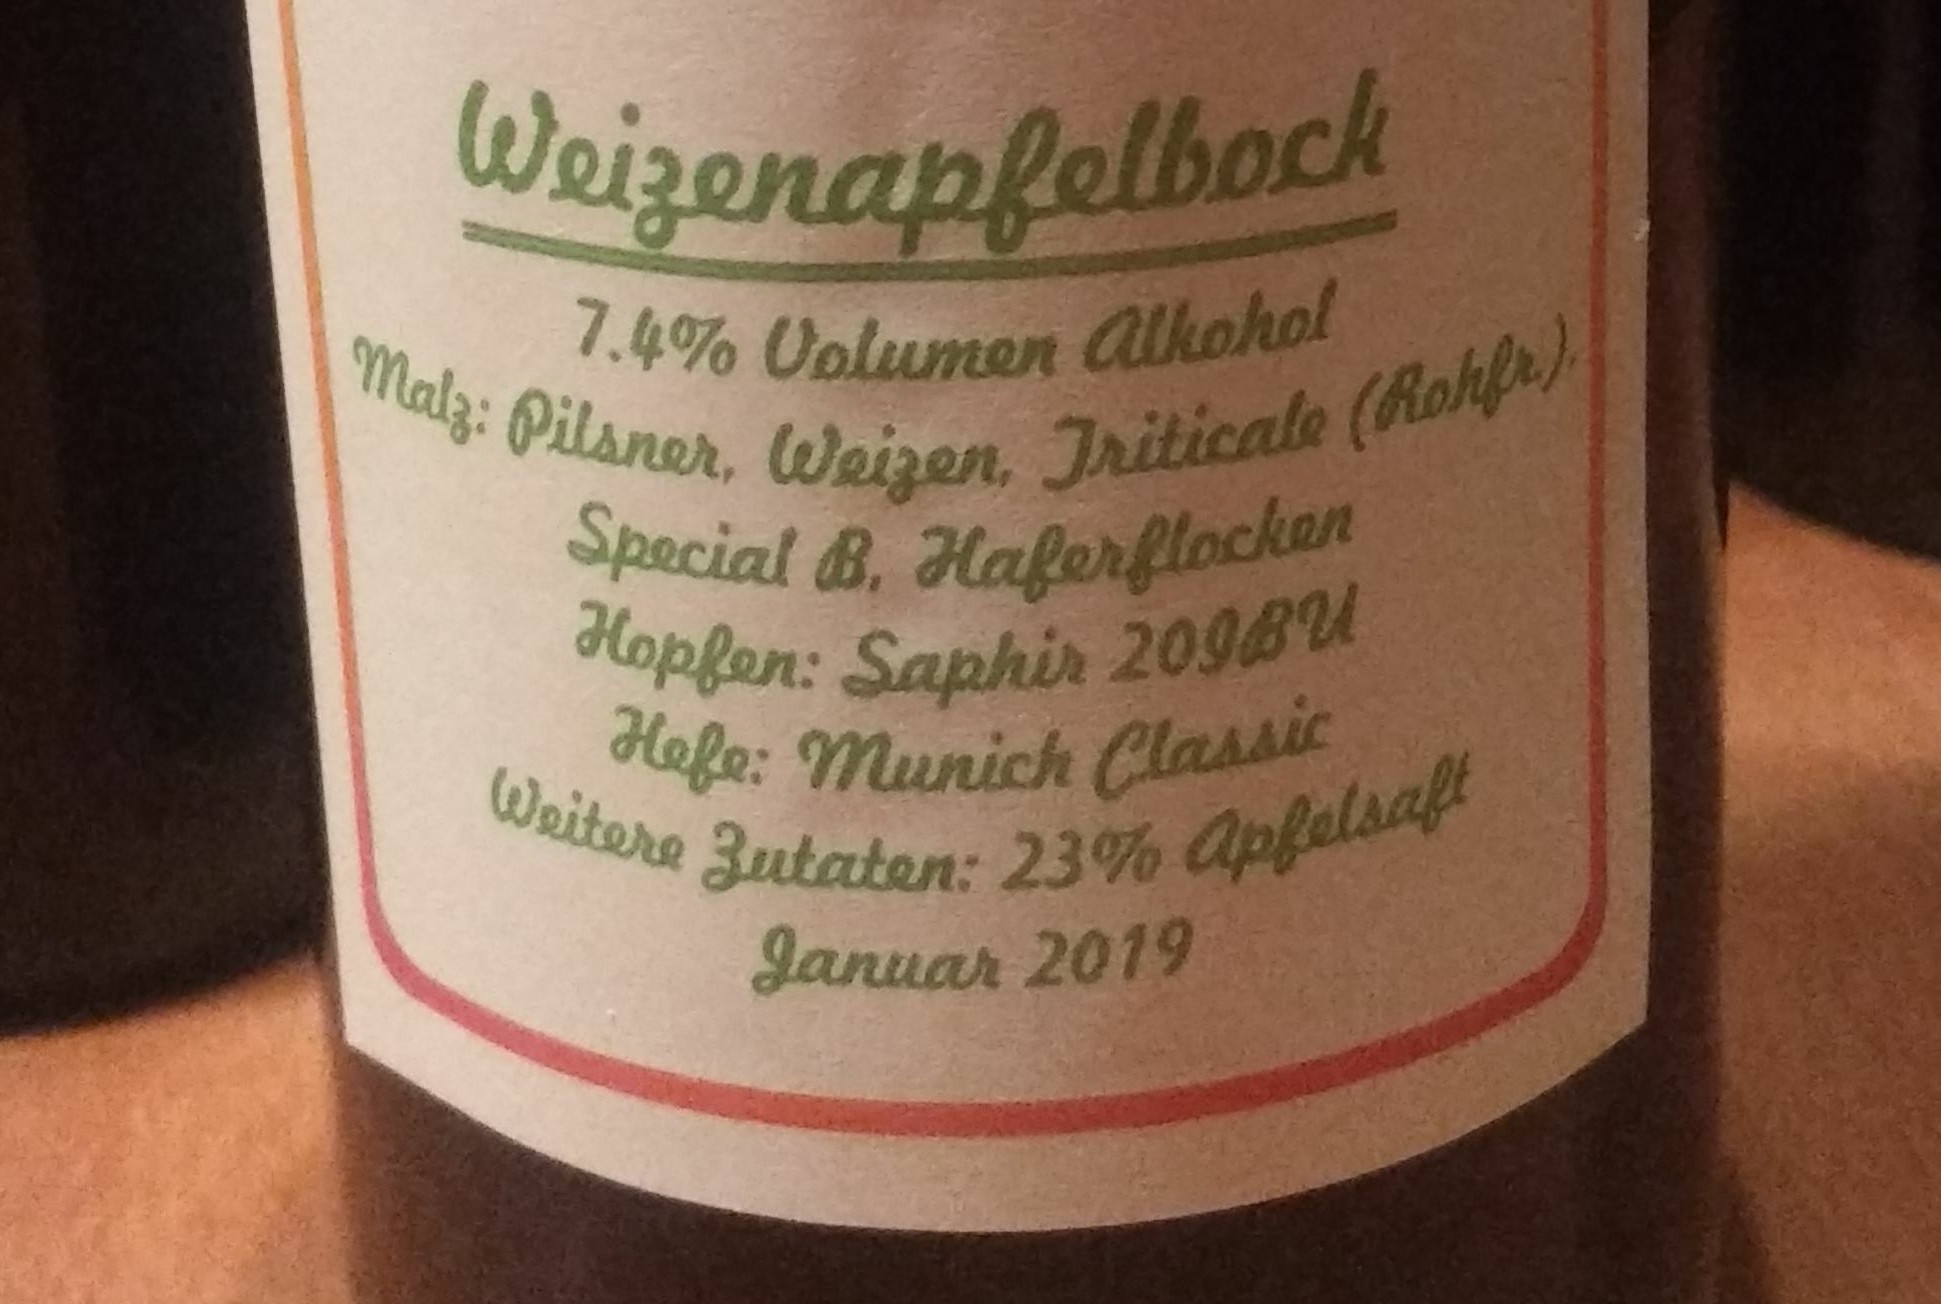 Weizenapfelbock
7.4% Volumen Alkohol
Malz: Pilsner, Weizen, Triticale (Rohfr.),
Special B, Haferflocken
Hopfen: Saphir 20IBU
Hefe: Munich Classic
Weitere Zutaten: 23% Apfelsaft
Januar 2019